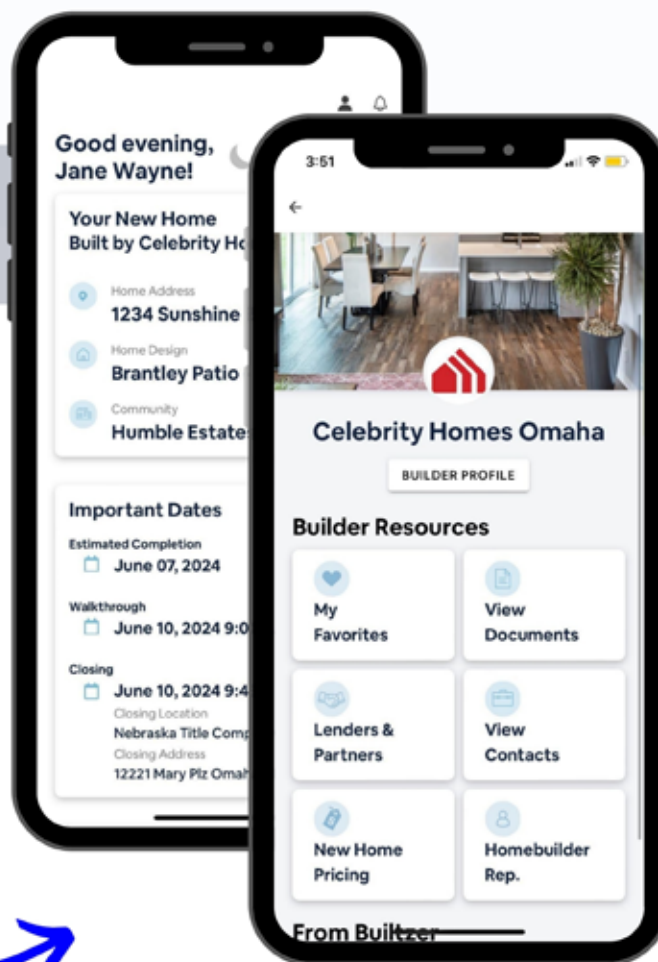 Good evening,
Jane Wayne!
Your New Home
Built by Celebrity Ho
Home Address
1234 Sunshine
Home Design
Brantley Patio
Community
Humble Estate
Important Dates
Estimated Completion
June 07, 2024
Walkthrough
June 10, 2024 9:0
Closing
June 10, 2024 9:4
Closing Location
Nebraska Title Comp
Closing Address
12221 Mary Plz Omah
3:51
Celebrity Homes Omaha
BUILDER PROFILE
Builder Resources
My
Favorites
View
Documents
Lenders &
Partners
View
Contacts
New Home
Pricing
Homebuilder
Rep.
From Builtzer